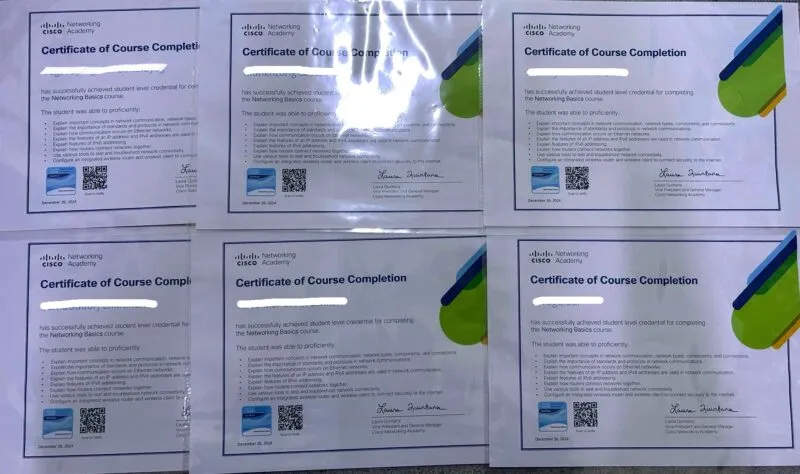 Networking
CISCO Academy
Certificate of Course Completi
has successfully achieved student level credential for completing
the Networking Basics course.
The student was able to proficiently:
• Explain important concepts in network communication, network
• Explain the importance of standards and protocols in network
• Explain how communication occurs on Ethernet networks.
• Explain the features of an IP address and IPv4 addresses are used in
• Explain features of IPv6 addressing.
• Explain how routers connect networks together.
• Use various tools to test and troubleshoot network connectivity.
• Configure an integrated wireless router and wireless client to
Laura Quintana
Vice President
Cisco
December 26, 2024
Networking
CISCO Academy
Certificate of Course Completion
has successfully achieved student level credential for completing
the Networking Basics course.
The student was able to proficiently:
• Explain important concepts in network communication, network types, components, and connections.
• Explain the importance of standards and protocols in network communications.
• Explain how communication occurs on Ethernet networks.
• Explain the features of an IP address and IPv4 addresses are used in network communication.
• Explain features of IPv6 addressing.
• Explain how routers connect networks together.
• Use various tools to test and troubleshoot network connectivity.
• Configure an integrated wireless router and wireless client to connect securely to the internet.
Laura Quintana
Laura Quintana
Vice President and General Manager
Cisco Networking Academy
December 26, 2024
Networking
CISCO Academy
Certificate of Course Completion
has successfully achieved student level credential for completing
the Networking Basics course.
The student was able to proficiently:
• Explain important concepts in network communication, network types, components, and connections.
• Explain the importance of standards and protocols in network communications.
• Explain how communication occurs on Ethernet networks.
• Explain the features of an IP address and IPv4 addresses are used in network communication.
• Explain features of IPv6 addressing.
• Explain how routers connect networks together.
• Use various tools to test and troubleshoot network connectivity.
• Configure an integrated wireless router and wireless client to connect securely to the internet.
Laura Quintana
Laura Quintana
Vice President and General Manager
Cisco Networking Academy
December 26, 2024
Networking
CISCO Academy
Certificate of Course Compl
has successfully achieved student level credential for
the Networking Basics course.
The student was able to proficiently:
• Explain important concepts in network communication, network
• Explain the importance of standards and protocols in network
• Explain how communication occurs on Ethernet networks.
• Explain the features of an IP address and IPv4 addresses are used
• Explain features of IPv6 addressing.
• Explain how routers connect networks together.
• Use various tools to test and troubleshoot network connectivity.
• Configure an integrated wireless router and wireless client to
December 26, 2024
Networking
CISCO Academy
Certificate of Course Completion
has successfully achieved student level credential for completing
the Networking Basics course.
The student was able to proficiently:
• Explain important concepts in network communication, network types, components, and connections.
• Explain the importance of standards and protocols in network communications.
• Explain how communication occurs on Ethernet networks.
• Explain the features of an IP address and IPv4 addresses are used in network communication.
• Explain features of IPv6 addressing.
• Explain how routers connect networks together.
• Use various tools to test and troubleshoot network connectivity.
• Configure an integrated wireless router and wireless client to connect securely to the internet.
Laura Quintana
Laura Quintana
Vice President and General Manager
Cisco Networking Academy
December 26, 2024
Networking
CISCO Academy
Certificate of Course Completion
has successfully achieved student level credential for completing
the Networking Basics course.
The student was able to proficiently:
• Explain important concepts in network communication, network types, components, and connections.
• Explain the importance of standards and protocols in network communications.
• Explain how communication occurs on Ethernet networks.
• Explain the features of an IP address and IPv4 addresses are used in network communication.
• Explain features of IPv6 addressing.
• Explain how routers connect networks together.
• Use various tools to test and troubleshoot network connectivity.
• Configure an integrated wireless router and wireless client to connect securely to the internet.
Laura Quintana
Laura Quintana
Vice President and General Manager
Cisco Networking Academy
December 26, 2024